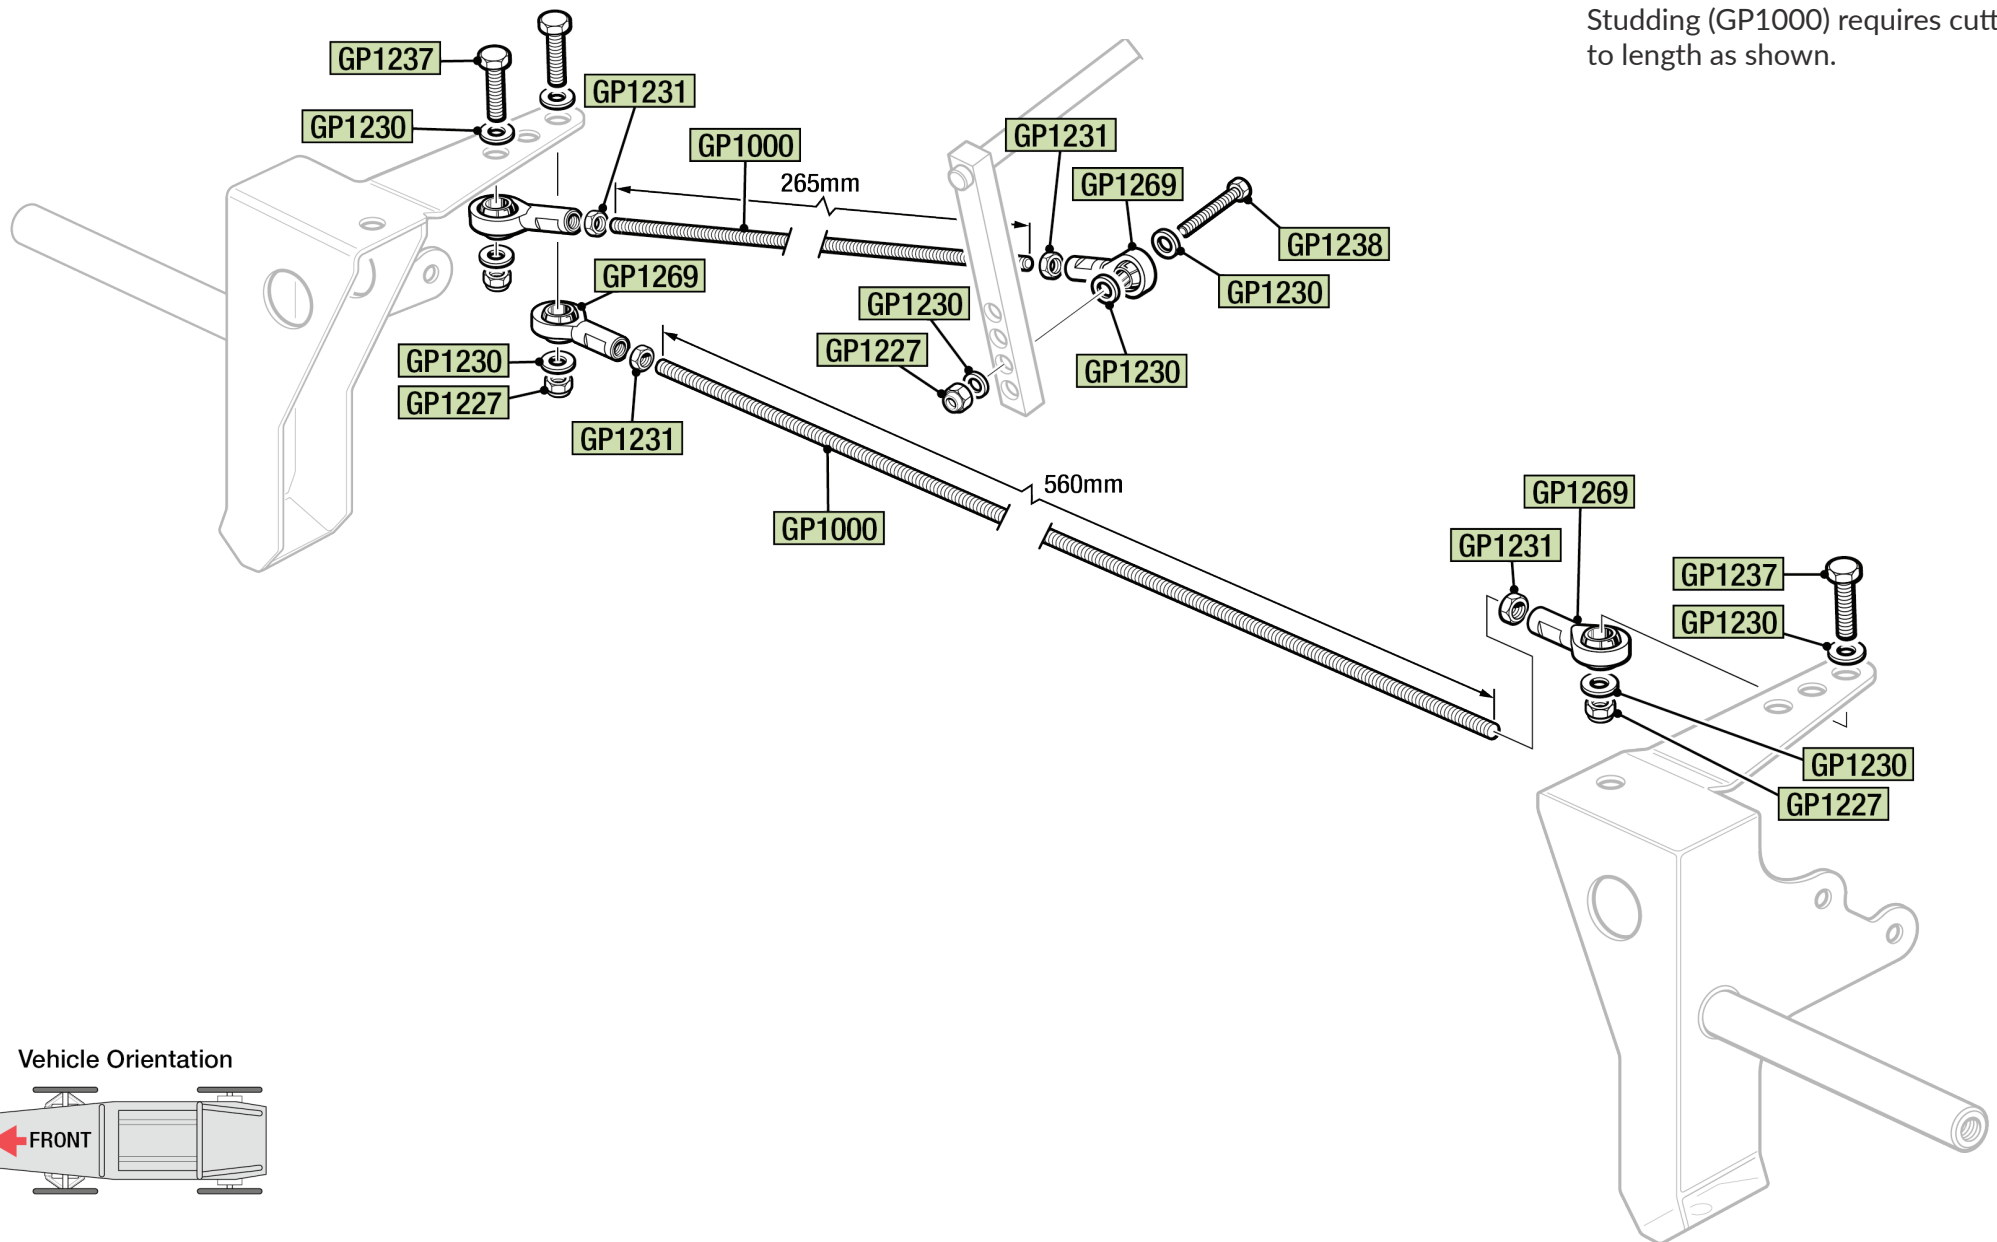 Studding (GP1000) requires cutt
to length as shown.
GP1237
GP1231
GP1230
GP1000
GP1231
265mm
GP1269
GP1238
GP1269
GP1230
GP1230
GP1227
GP1230
GP1230
GP1227
GP1231
560mm
GP1269
GP1000
GP1231
GP1237
GP1230
GP1230
GP1227
Vehicle Orientation
FRONT